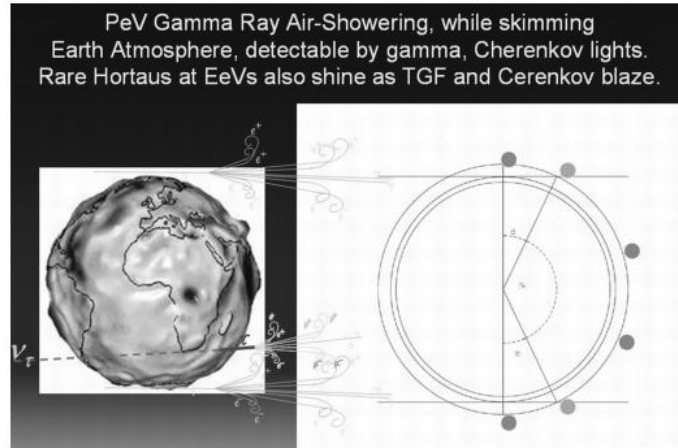 PeV Gamma Ray Air-Showering, while skimming
Earth Atmosphere, detectable by gamma, Cherenkov lights.
Rare Hortaus at EeVs also shine as TGF and Cerenkov blaze.
e⁺
e⁺
ν_τ
τ